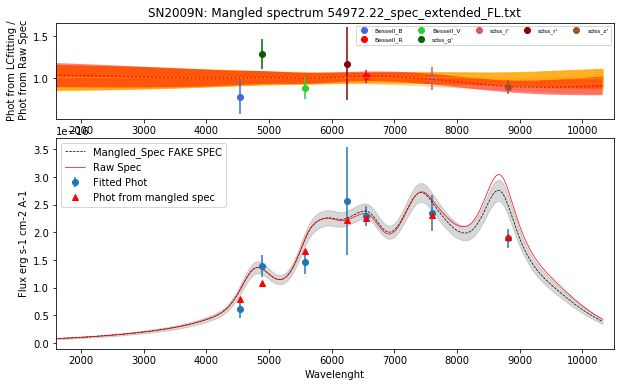 SN2009N: Mangled spectrum 54972.22_spec_extended_FL.txt
Phot from LCfitting /
Phot from Raw Spec
1.5
1.0
Bessell_B
Bessell_R
Bessell_V
sdss_g'
sdss_i'
sdss_r'
sdss_z'
2000 3000 4000 5000 6000 7000 8000 9000 10000
1e−16
Flux erg s-1 cm-2 A-1
3.5
3.0
2.5
2.0
1.5
1.0
0.5
0.0
Mangled_Spec FAKE SPEC
Raw Spec
Fitted Phot
Phot from mangled spec
2000 3000 4000 5000 6000 7000 8000 9000 10000
Wavelenght